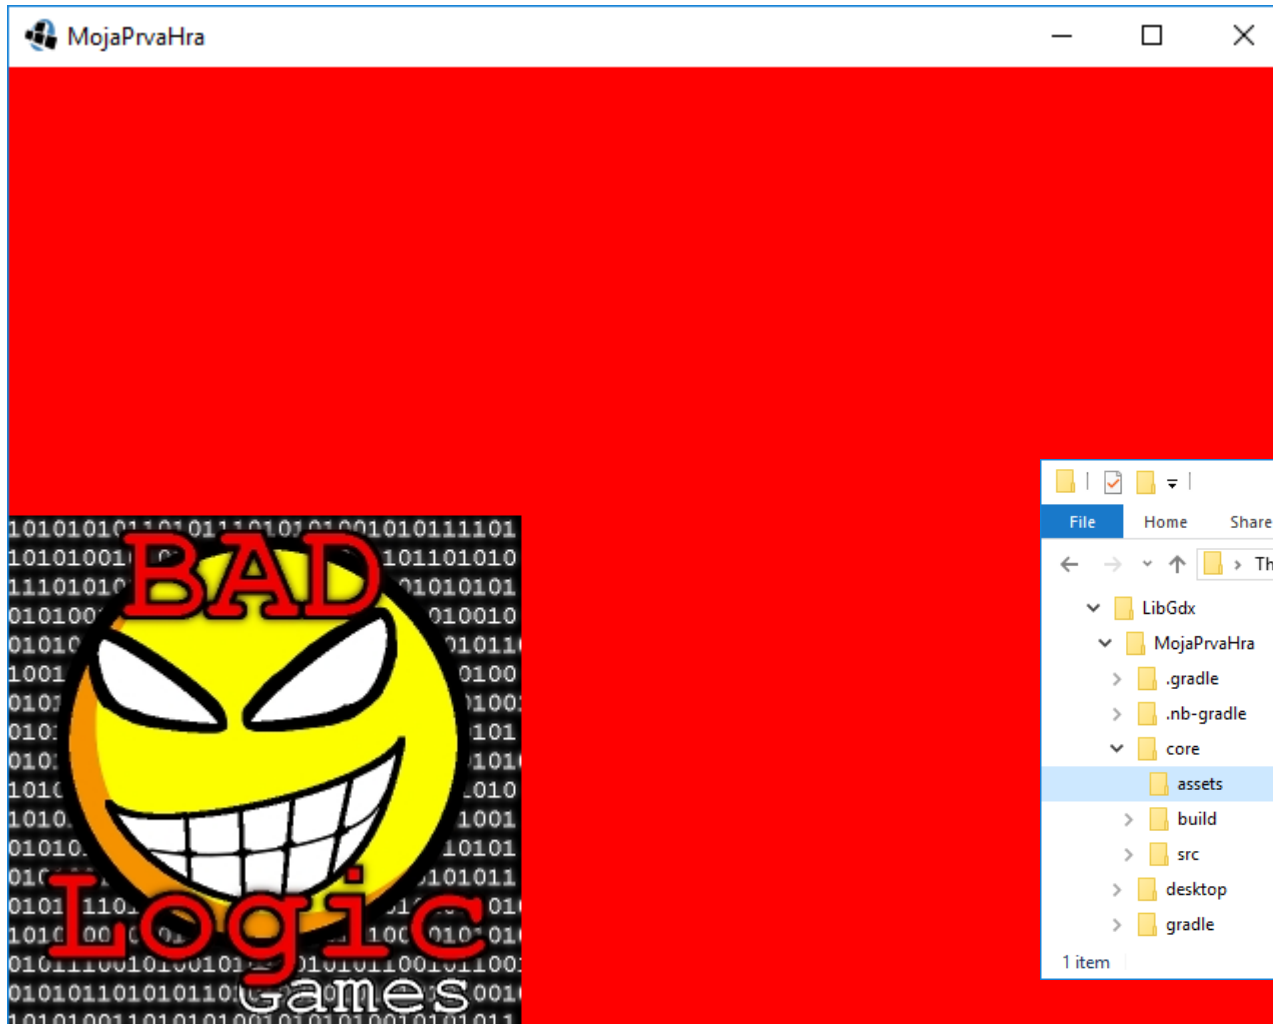 MojaPrvaHra
BAD
Logic
Games
File Home Share
Th
LibGdx
MojaPrvaHra
.gradle
.nb-gradle
core
assets
build
src
desktop
gradle
1 item